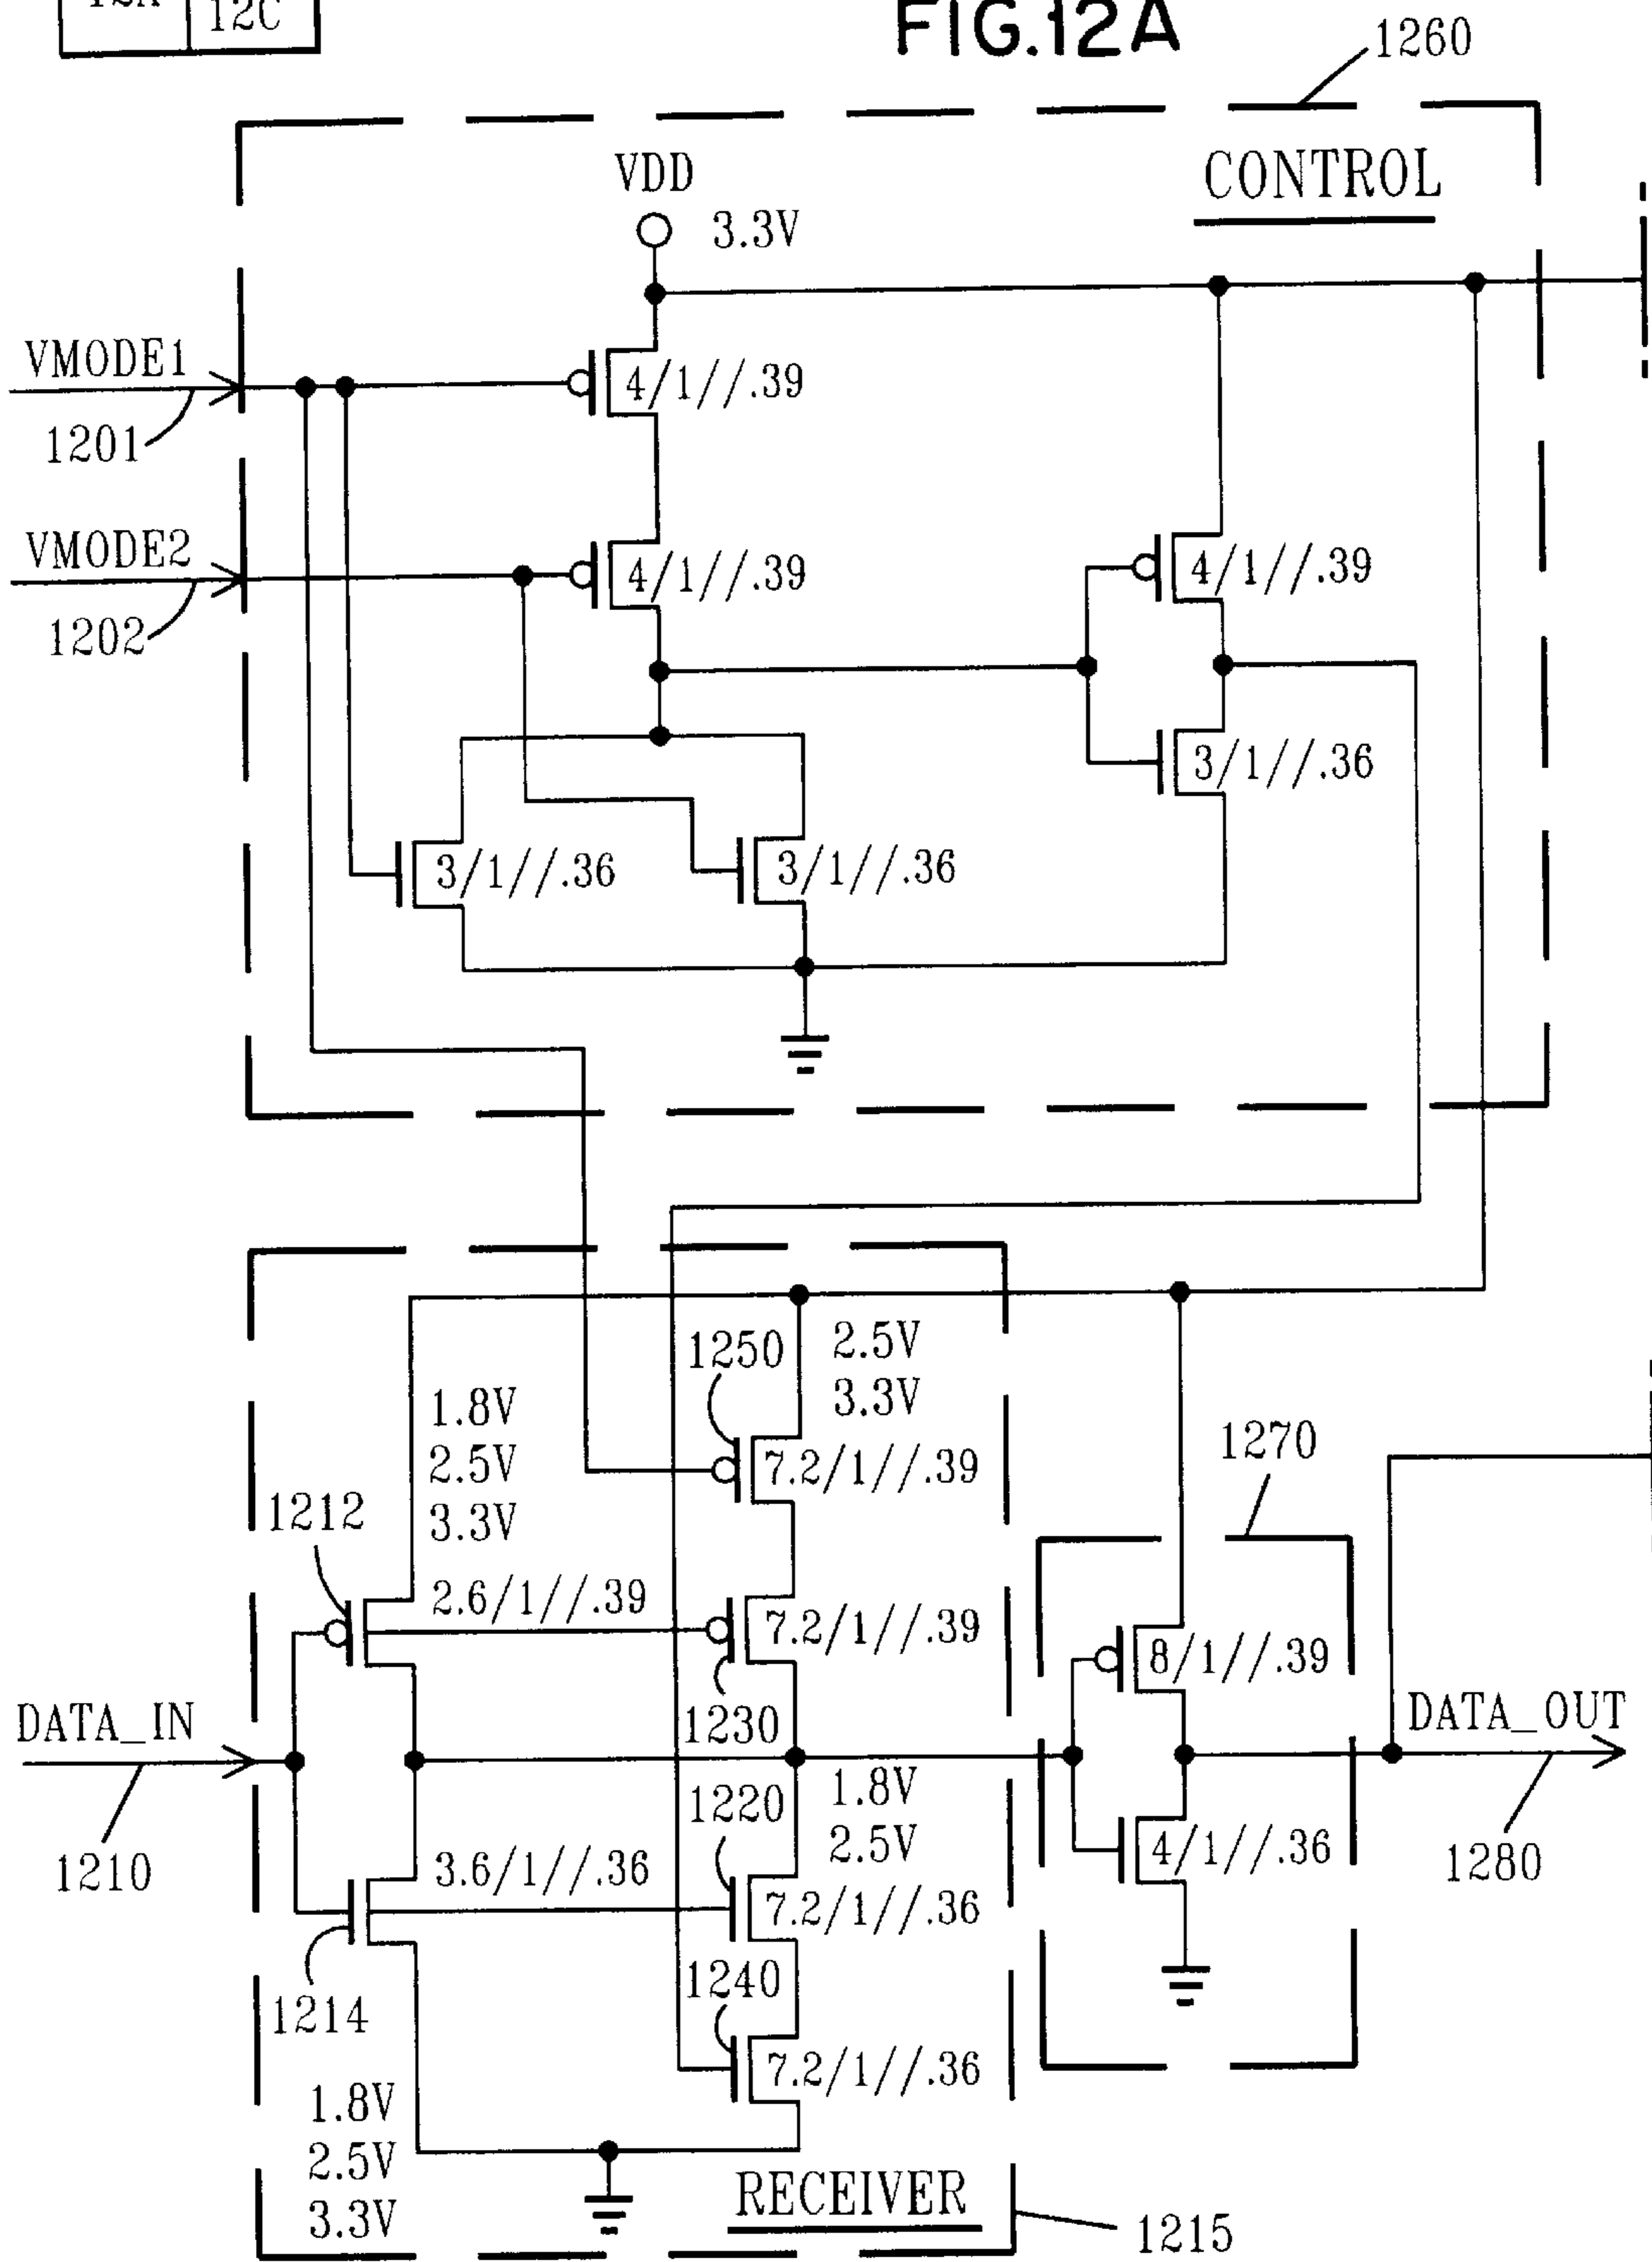 12A 12C
FIG.12A
1260
VDD
3.3V
CONTROL
VMODE1
1201
4/1//.39
VMODE2
1202
4/1//.39
4/1//.39
3/1//.36
3/1//.36
3/1//.36
1250
2.5V
3.3V
1.8V
2.5V
3.3V
7.2/1//.39
1270
1212
2.6/1//.39
7.2/1//.39
8/1//.39
1230
DATA_IN
DATA_OUT
1210
1220
1.8V
2.5V
3.6/1//.36
7.2/1//.36
4/1//.36
1280
1214
1240
7.2/1//.36
1.8V
2.5V
3.3V
RECEIVER
1215